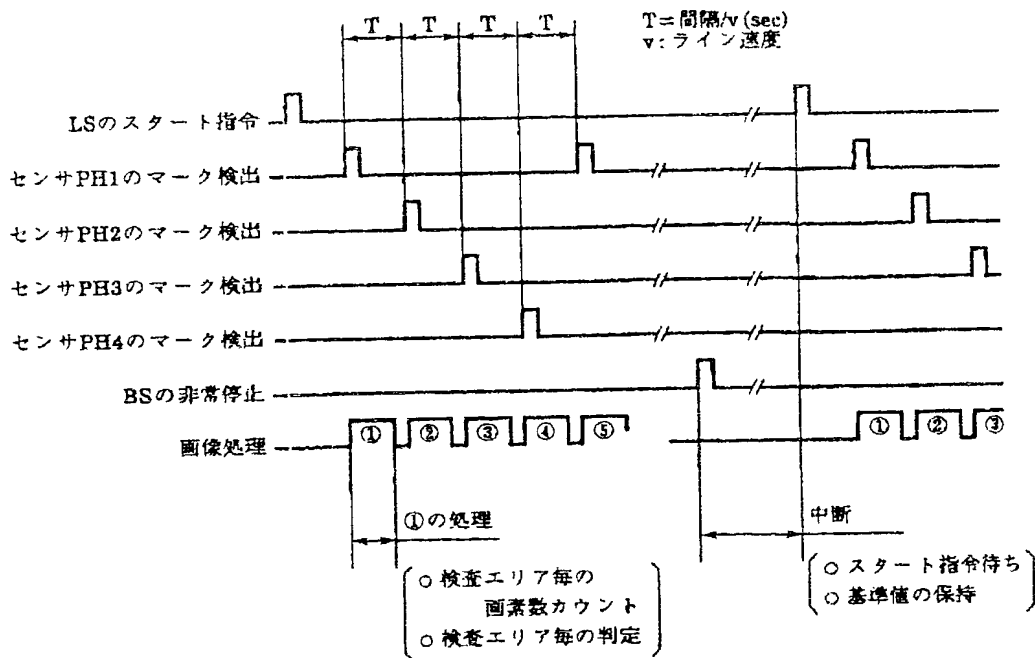 T T T T
T=間隔/v(sec)
v:ライン速度
LSのスタート指令
センサPH1のマーク検出
センサPH2のマーク検出
センサPH3のマーク検出
センサPH4のマーク検出
BSの非常停止
画像処理
① ② ③ ④ ⑤ ① ② ③
①の処理
中断
○ 検査エリア毎の
画素数カウント
○ 検査エリア毎の判定
○ スタート指令待ち
○ 基準値の保持